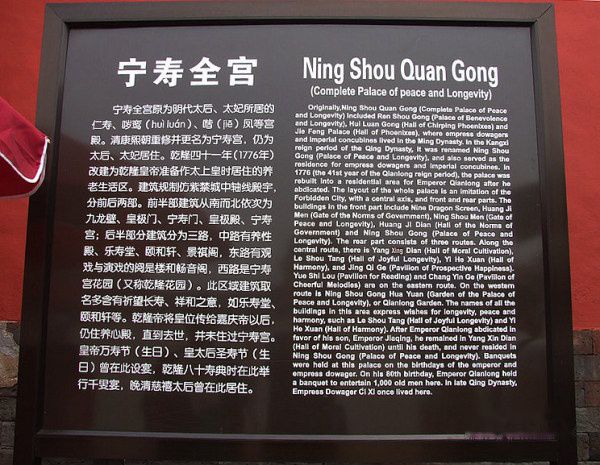 宁寿全宫
宁寿全宫原为明代太后、太妃所居的
仁寿、哕鸾(huì luán)、喈(jiē)凤等宫
殿。清康熙朝重修并更名为宁寿宫,仍为
太后、太妃居住。乾隆四十一年(1776年)
改建为乾隆皇帝准备作太上皇时居住的养
老生活区。建筑规制仿紫禁城中轴线殿宇,
分前后两部。前半部建筑从南而北依次为
九龙壁、皇极门、宁寿门、皇极殿、宁寿
宫;后半部分建筑分为三路,中路有养性
殿、乐寿堂、颐和轩、景祺阁,东路有观
戏与演戏的阅是楼和畅音阁,西路是宁寿
宫花园(又称乾隆花园)。此区域建筑取
名多含有祈望长寿、祥和之意,如乐寿堂、
颐和轩等。乾隆帝将皇位传给嘉庆帝以后,
仍住养心殿,直到去世,并未住过宁寿宫。
皇帝万寿节(生日)、皇太后圣寿节(生
日)曾在此设宴,乾隆八十寿典时在此举
行千叟宴,晚清慈禧太后曾在此居住。
Ning Shou Quan Gong
(Complete Palace of peace and Longevity)
Originally,Ning Shou Quan Gong (Complete Palace of Peace
and Longevity) included Ren Shou Gong (Palace of Benevolence
and Longevity), Hui Luan Gong (Hall of Chirping Phoenixes) and
Jie Feng Palace (Hall of Phoenixes), where empress dowagers
and imperial concubines lived in the Ming Dynasty. In the Kangxi
reign period of the Qing Dynasty, it was renamed Ning Shou
Gong (Palace of Peace and Longevity), and also served as the
residence for empress dowagers and imperial concubines. In
1776 (the 41st year of the Qianlong reign period), the palace was
rebuilt into a residential area for Emperor Qianlong after he
abdicated. The layout of the whole palace is an imitation of the
Forbidden City, with a central axis, and front and rear parts. The
buildings in the front part include Nine Dragon Screen, Huang Ji
Men (Gate of the Norms of Government), Ning Shou Men (Gate of
Peace and Longevity), Huang Ji Dian (Hall of the Norms of
Government) and Ning Shou Gong (Palace of Peace and
Longevity). The rear part consists of three routes. Along the
central route, there is Yang Xing Dian (Hall of Moral Cultivation),
Le Shou Tang (Hall of Joyful Longevity), Yi He Xuan (Hall of
Harmony), and Jing Qi Ge (Pavilion of Prospective Happiness).
Yue Shi Lou (Pavilion for Reading) and Chang Yin Ge (Pavilion of
Cheerful Melodies) are on the eastern route. On the western
route is Ning Shou Gong Hua Yuan (Garden of the Palace of
Peace and Longevity), or Qianlong Garden. The names of all the
buildings in this area express wishes for longevity, peace and
harmony, such as Le Shou Tang (Hall of Joyful Longevity) and Yi
He Xuan (Hall of Harmony). After Emperor Qianlong abdicated in
favor of his son, Emperor Jiaqing, he remained in Yang Xin Dian
(Hall of Moral Cultivation) until his death, and never resided in
Ning Shou Gong (Palace of Peace and Longevity). Banquets
were held at this palace on the birthdays of the emperor and
empress dowager. On his 80th birthday, Emperor Qianlong held
a banquet to entertain 1,000 old men here. In late Qing Dynasty,
Empress Dowager Ci Xi once lived here.